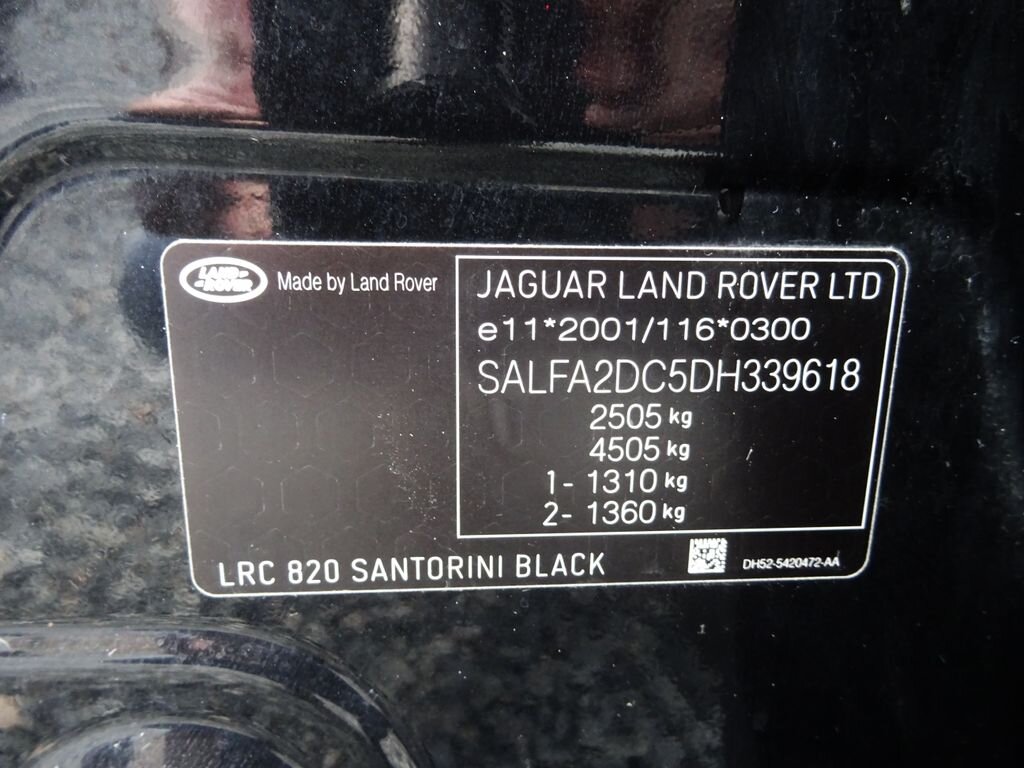 LAND ROVER
Made by Land Rover
JAGUAR LAND ROVER LTD
e11*2001/116*0300
SALFA2DC5DH339618
2505 kg
4505 kg
1- 1310 kg
2- 1360 kg
LRC 820 SANTORINI BLACK
DH52-5420472-AA